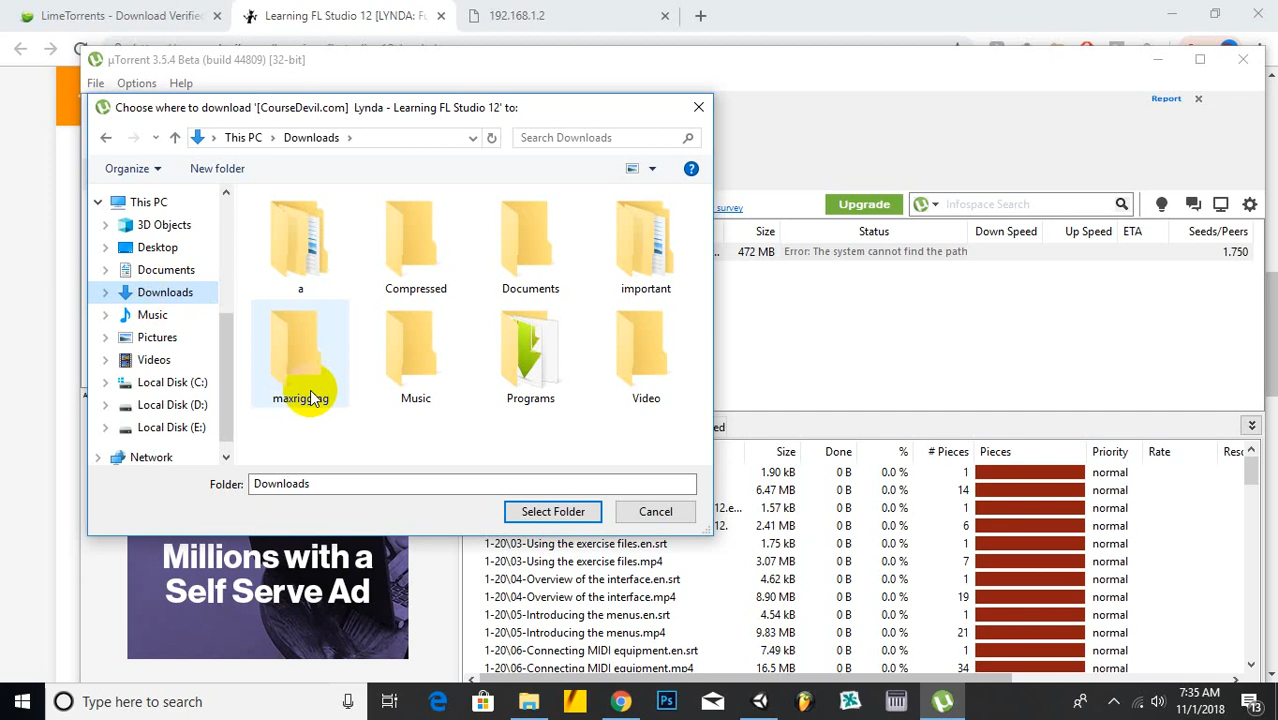 LimeTorrents - Download Verifie
Learning FL Studio 12 [LYNDA: Fu
192.168.1.2
µTorrent 3.5.4 Beta (build 44809) [32-bit]
File Options Help
Report
Choose where to download '[CourseDevil.com] Lynda - Learning FL Studio 12' to:
This PC > Downloads >
Search Downloads
Organize
New folder
survey
Upgrade
Infospace Search
Size Status Down Speed Up Speed ETA Seeds/Peers
... 472 MB Error: The system cannot find the path 1.750
This PC
3D Objects
Desktop
Documents
Downloads
Music
Pictures
Videos
Local Disk (C:)
Local Disk (D:)
Local Disk (E:)
Network
a Compressed Documents important
Music Programs Video
Folder: Downloads
Select Folder Cancel
Size Done # Pieces Pieces Priority Rate
1.90 kB 0 B 0.0 % 1 normal
6.47 MB 0 B 0.0 % 14 normal
12.e... 1.57 kB 0 B 0.0 % 1 normal
12. 2.41 MB 0 B 0.0 % 6 normal
1-20\03-Using the exercise files.en.srt 1.75 kB 0 B 0.0 % 1 normal
1-20\03-Using the exercise files.mp4 3.07 MB 0 B 0.0 % 7 normal
1-20\04-Overview of the interface.en.srt 4.62 kB 0 B 0.0 % 1 normal
1-20\04-Overview of the interface.mp4 8.90 MB 0 B 0.0 % 19 normal
1-20\05-Introducing the menus.en.srt 4.54 kB 0 B 0.0 % 1 normal
1-20\05-Introducing the menus.mp4 9.83 MB 0 B 0.0 % 21 normal
1-20\06-Connecting MIDI equipment.en.srt 7.49 kB 0 B 0.0 % 1 normal
1-20\06-Connecting MIDI equipment.mp4 16.5 MB 0 B 0.0 % 34 normal
Millions with a
Self Serve Ad
Type here to search
7:35 AM
11/1/2018
13